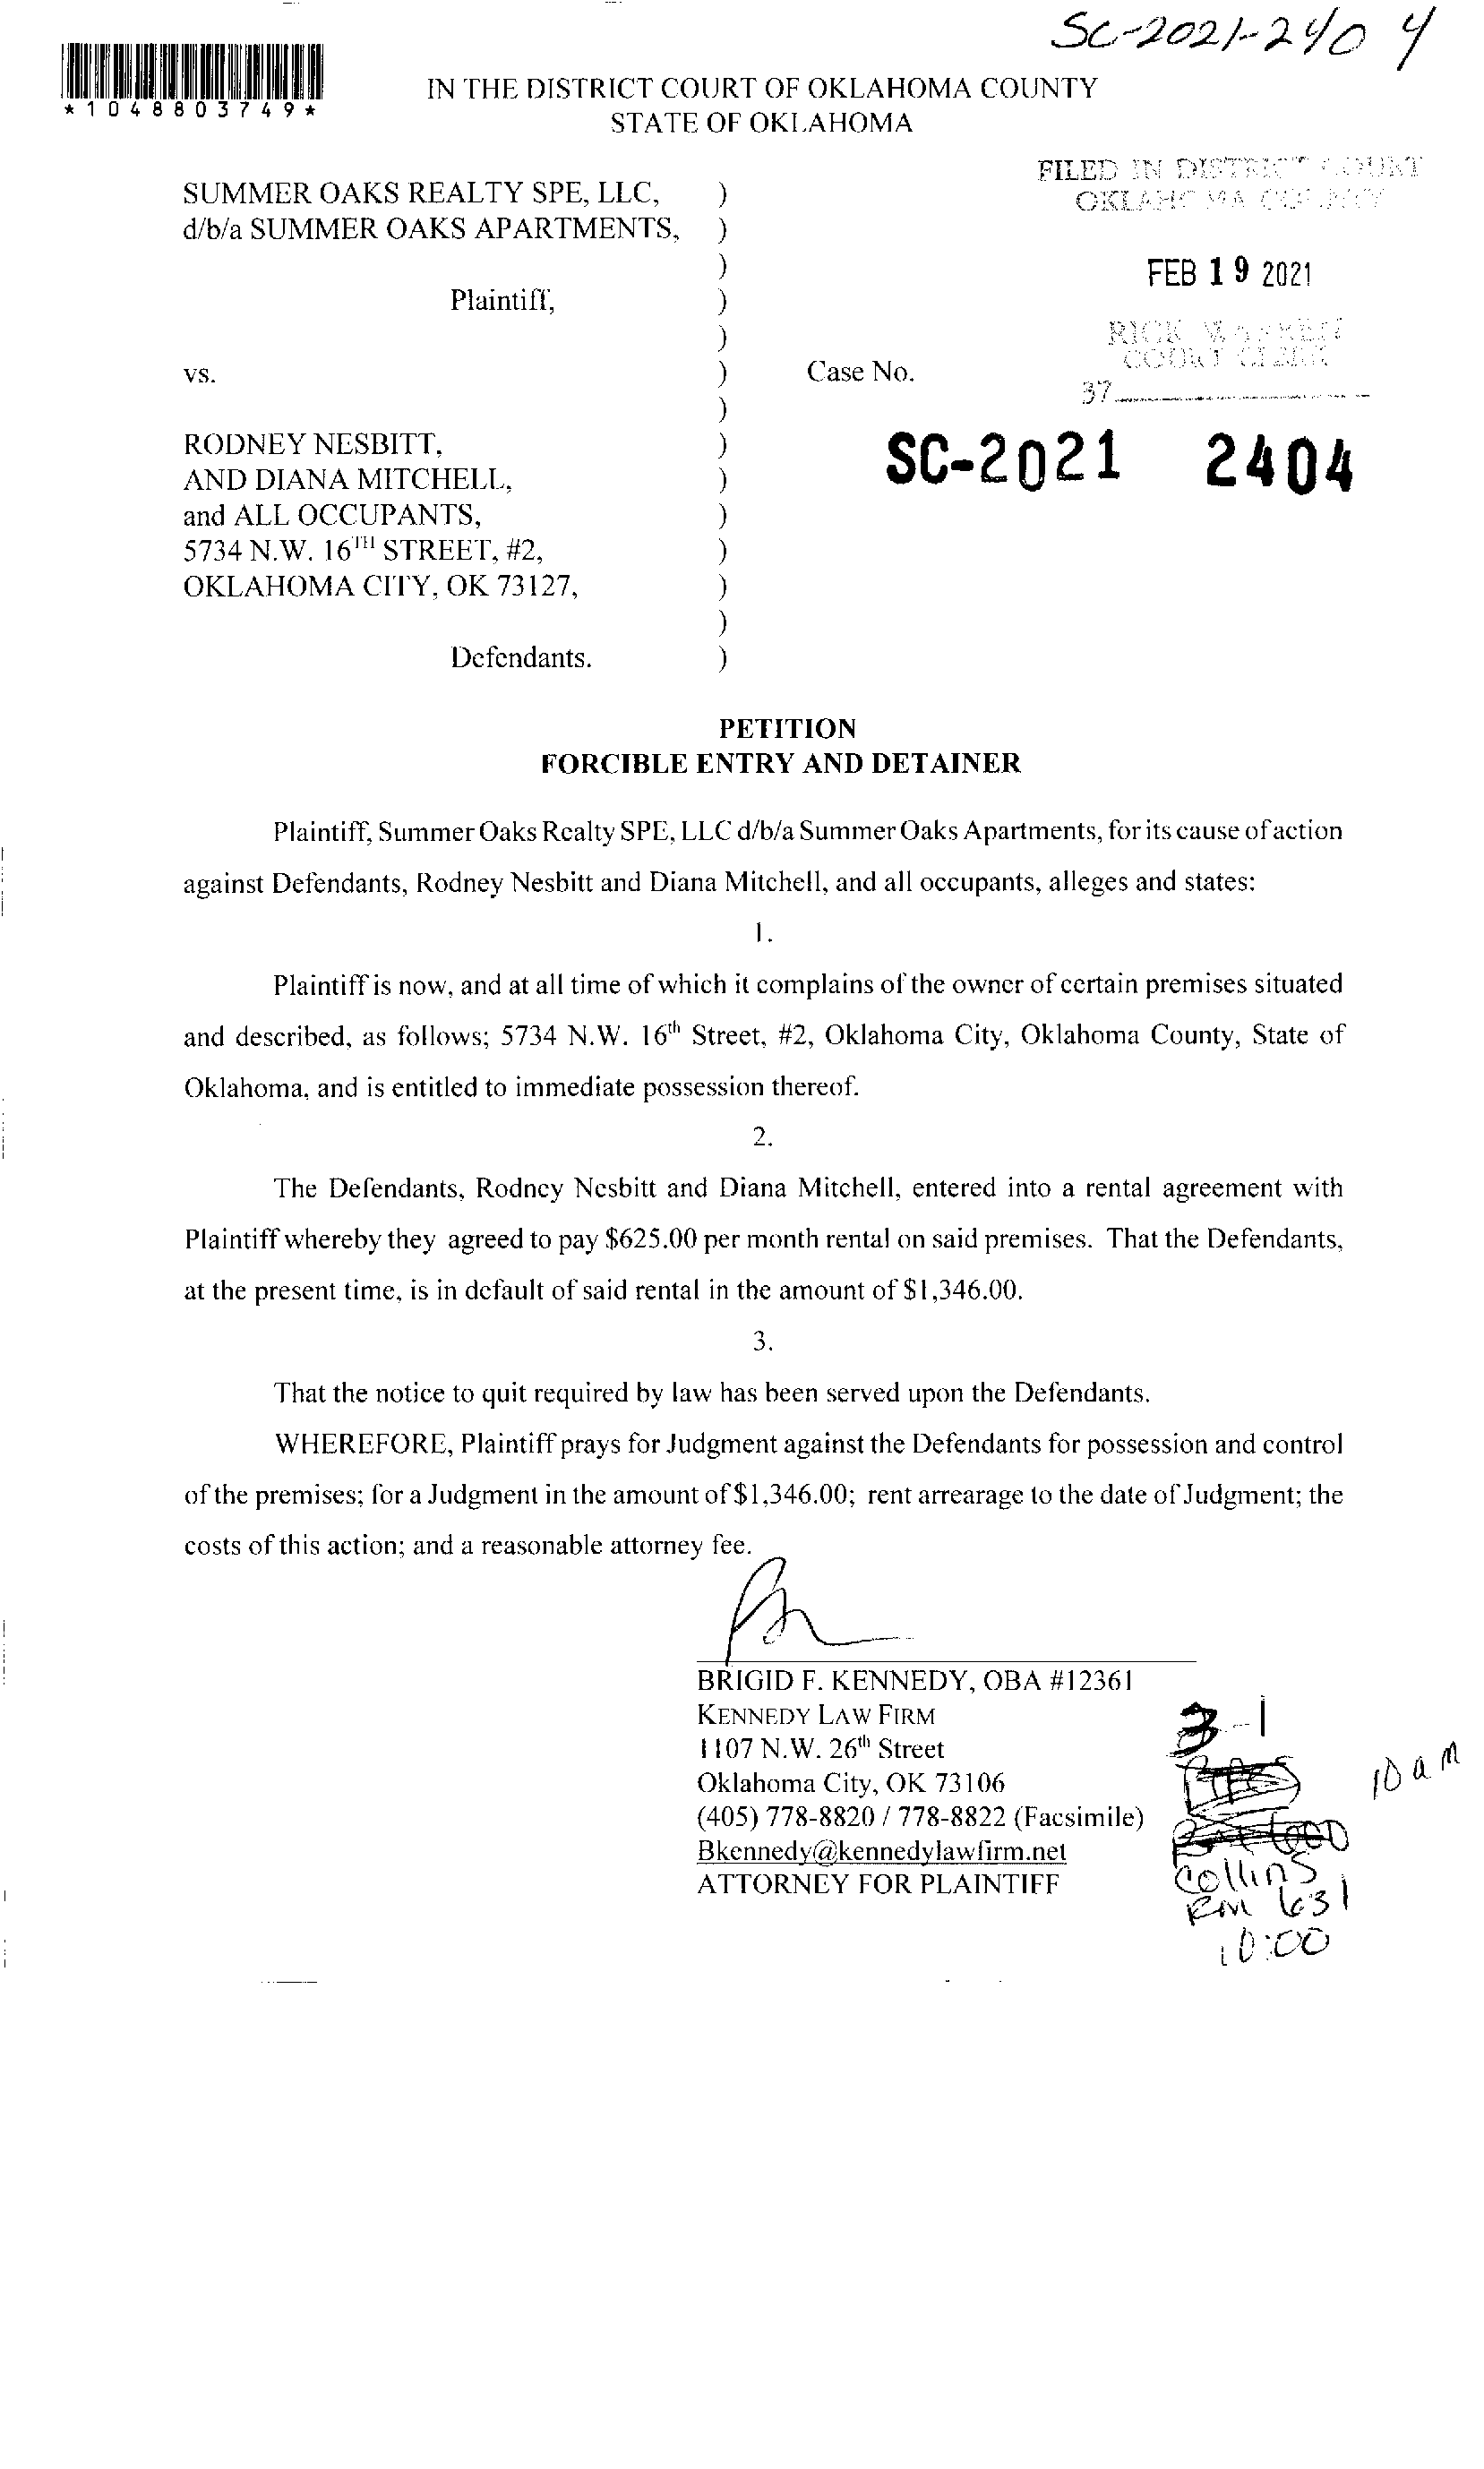 SC-2021-2404
*1048803749*
IN THE DISTRICT COURT OF OKLAHOMA COUNTY
STATE OF OKLAHOMA
FILED IN DISTRICT COURT
OKLAHOMA COUNTY
FEB 19 2021
RICK WARREN
COURT CLERK
37
SUMMER OAKS REALTY SPE, LLC, )
d/b/a SUMMER OAKS APARTMENTS, )
)
Plaintiff, )
)
vs. ) Case No.
)
RODNEY NESBITT, ) SC-2021 2404
AND DIANA MITCHELL, )
and ALL OCCUPANTS, )
5734 N.W. 16TH STREET, #2, )
OKLAHOMA CITY, OK 73127, )
)
Defendants. )
PETITION
FORCIBLE ENTRY AND DETAINER
Plaintiff, Summer Oaks Realty SPE, LLC d/b/a Summer Oaks Apartments, for its cause of action
against Defendants, Rodney Nesbitt and Diana Mitchell, and all occupants, alleges and states:
1.
Plaintiff is now, and at all time of which it complains of the owner of certain premises situated
and described, as follows; 5734 N.W. 16th Street, #2, Oklahoma City, Oklahoma County, State of
Oklahoma, and is entitled to immediate possession thereof.
2.
The Defendants, Rodney Nesbitt and Diana Mitchell, entered into a rental agreement with
Plaintiff whereby they agreed to pay $625.00 per month rental on said premises. That the Defendants,
at the present time, is in default of said rental in the amount of $1,346.00.
3.
That the notice to quit required by law has been served upon the Defendants.
WHEREFORE, Plaintiff prays for Judgment against the Defendants for possession and control
of the premises; for a Judgment in the amount of $1,346.00; rent arrearage to the date of Judgment; the
costs of this action; and a reasonable attorney fee.
BRIGID F. KENNEDY, OBA #12361
KENNEDY LAW FIRM
1107 N.W. 26th Street
Oklahoma City, OK 73106
(405) 778-8820 / 778-8822 (Facsimile)
Bkennedy@kennedylawfirm.net
ATTORNEY FOR PLAINTIFF
3-1
10 am
Collins
Rm 631
10:00